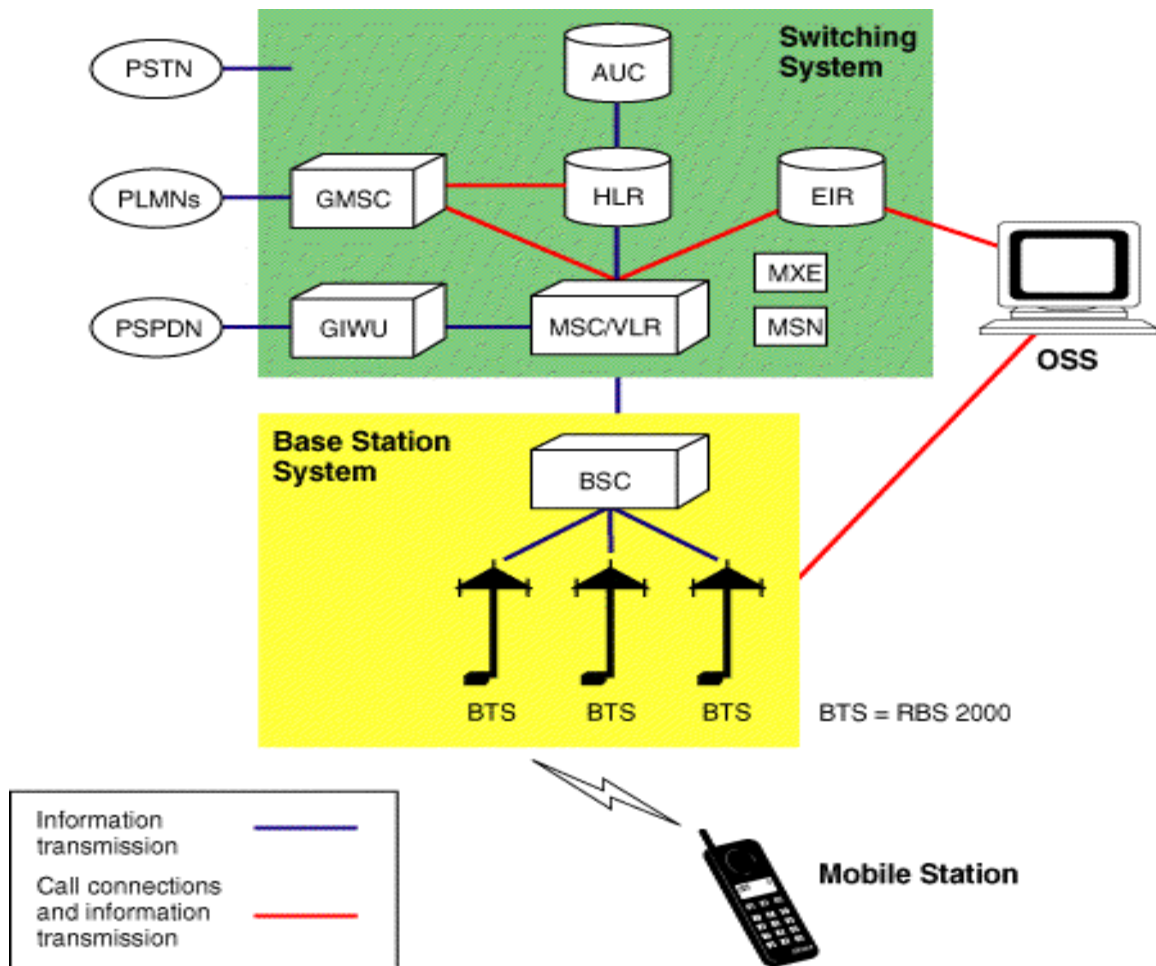 Switching
System
PSTN
AUC
PLMNs
GMSC
HLR
EIR
MXE
PSPDN
GIWU
MSC/VLR
MSN
OSS
Base Station
System
BSC
BTS
BTS
BTS
BTS = RBS 2000
Information
transmission
Call connections
and information
transmission
Mobile Station